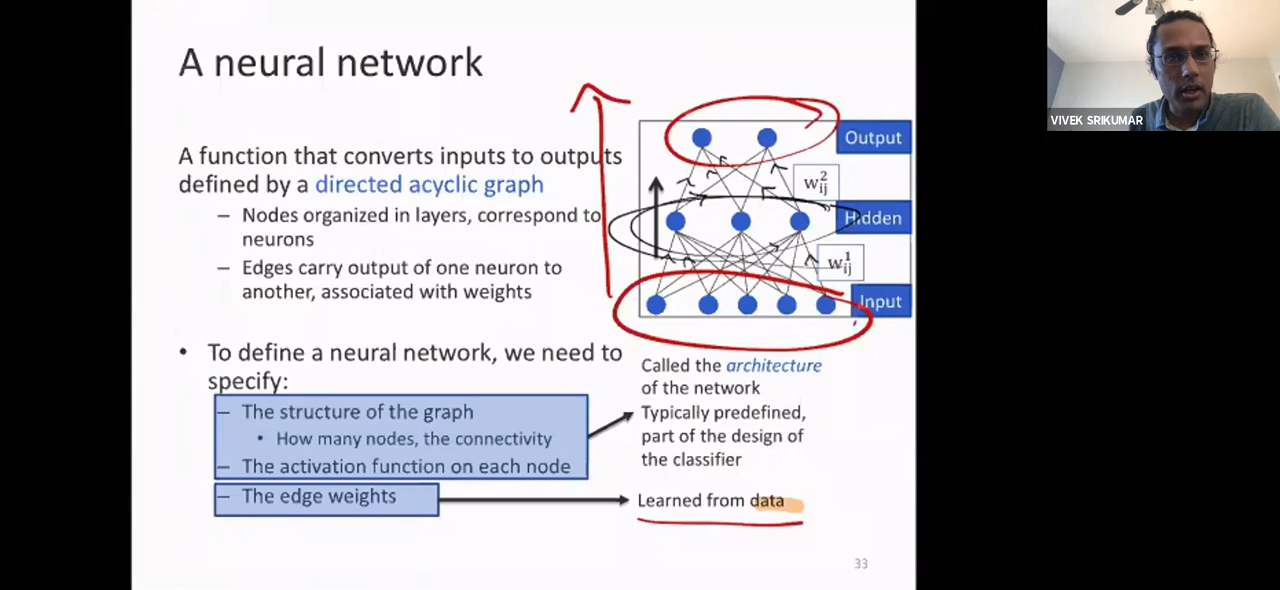 A neural network
VIVEK SRIKUMAR
A function that converts inputs to outputs
defined by a directed acyclic graph
– Nodes organized in layers, correspond to
neurons
– Edges carry output of one neuron to
another, associated with weights
Output
w²ᵢⱼ
Hidden
w¹ᵢⱼ
Input
• To define a neural network, we need to
specify:
– The structure of the graph
• How many nodes, the connectivity
– The activation function on each node
– The edge weights
Called the architecture
of the network
Typically predefined,
part of the design of
the classifier
Learned from data
33